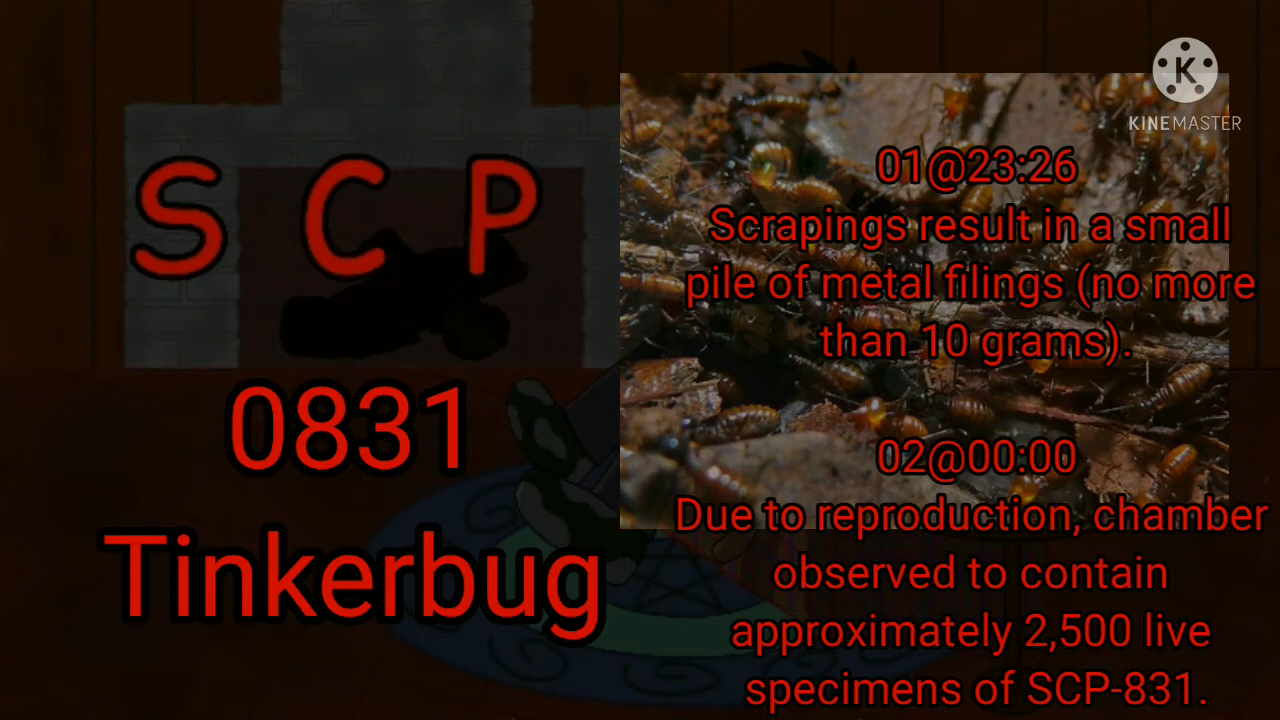 S C P
0831
Tinkerbug
K
KINEMASTER
01@23:26
Scrapings result in a small
pile of metal filings (no more
than 10 grams).
02@00:00
Due to reproduction, chamber
observed to contain
approximately 2,500 live
specimens of SCP-831.